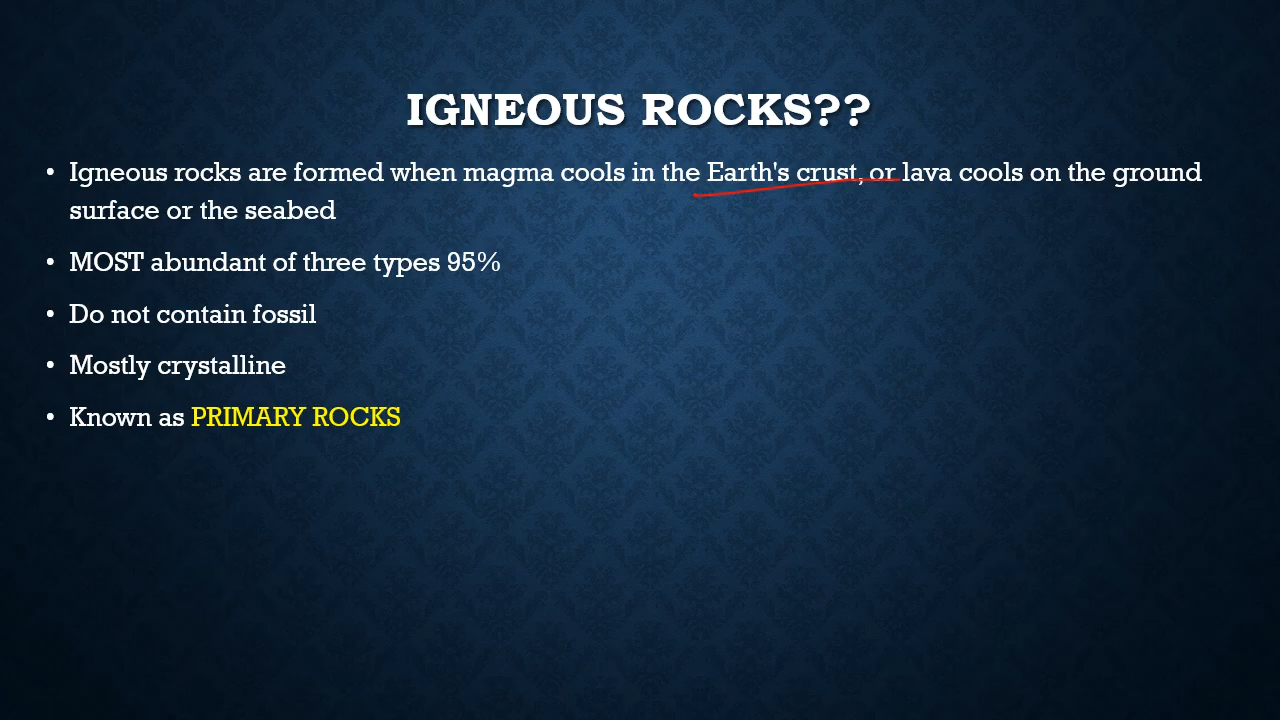 IGNEOUS ROCKS??
• Igneous rocks are formed when magma cools in the Earth's crust, or lava cools on the ground
surface or the seabed
• MOST abundant of three types 95%
• Do not contain fossil
• Mostly crystalline
• Known as PRIMARY ROCKS